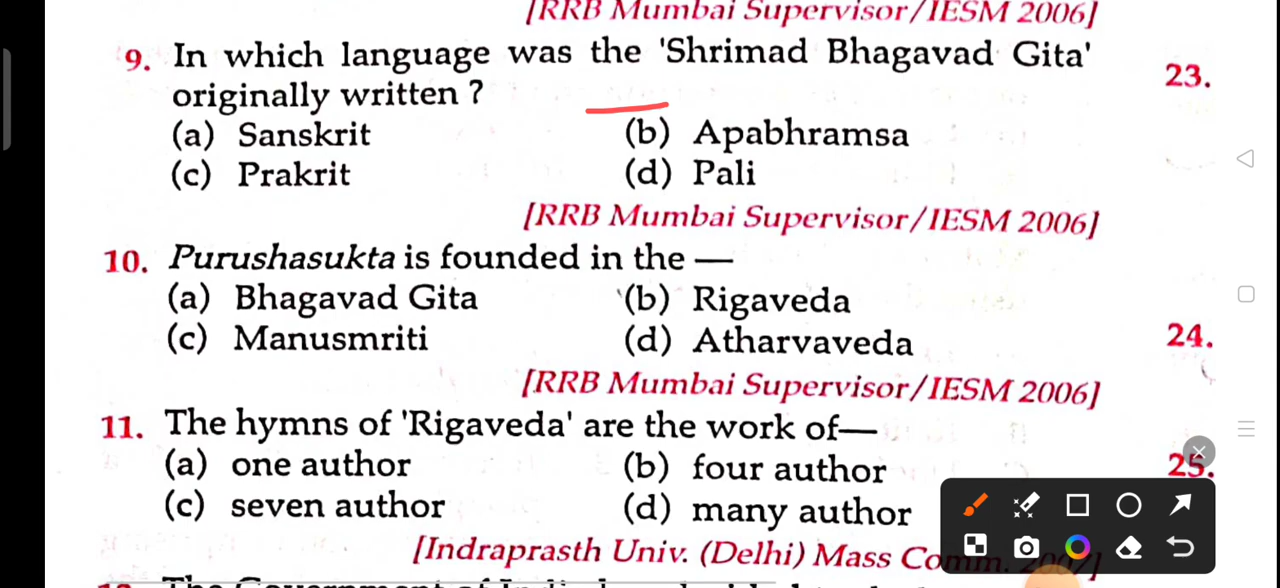 [RRB Mumbai Supervisor/IESM 2006]
9. In which language was the 'Shrimad Bhagavad Gita'
originally written ?
(a) Sanskrit (b) Apabhramsa
(c) Prakrit (d) Pali
[RRB Mumbai Supervisor/IESM 2006]
10. Purushasukta is founded in the —
(a) Bhagavad Gita (b) Rigaveda
(c) Manusmriti (d) Atharvaveda
[RRB Mumbai Supervisor/IESM 2006]
11. The hymns of 'Rigaveda' are the work of—
(a) one author (b) four author
(c) seven author (d) many author
[Indraprasth Univ. (Delhi) Mass Comm.
23.
24.
25.